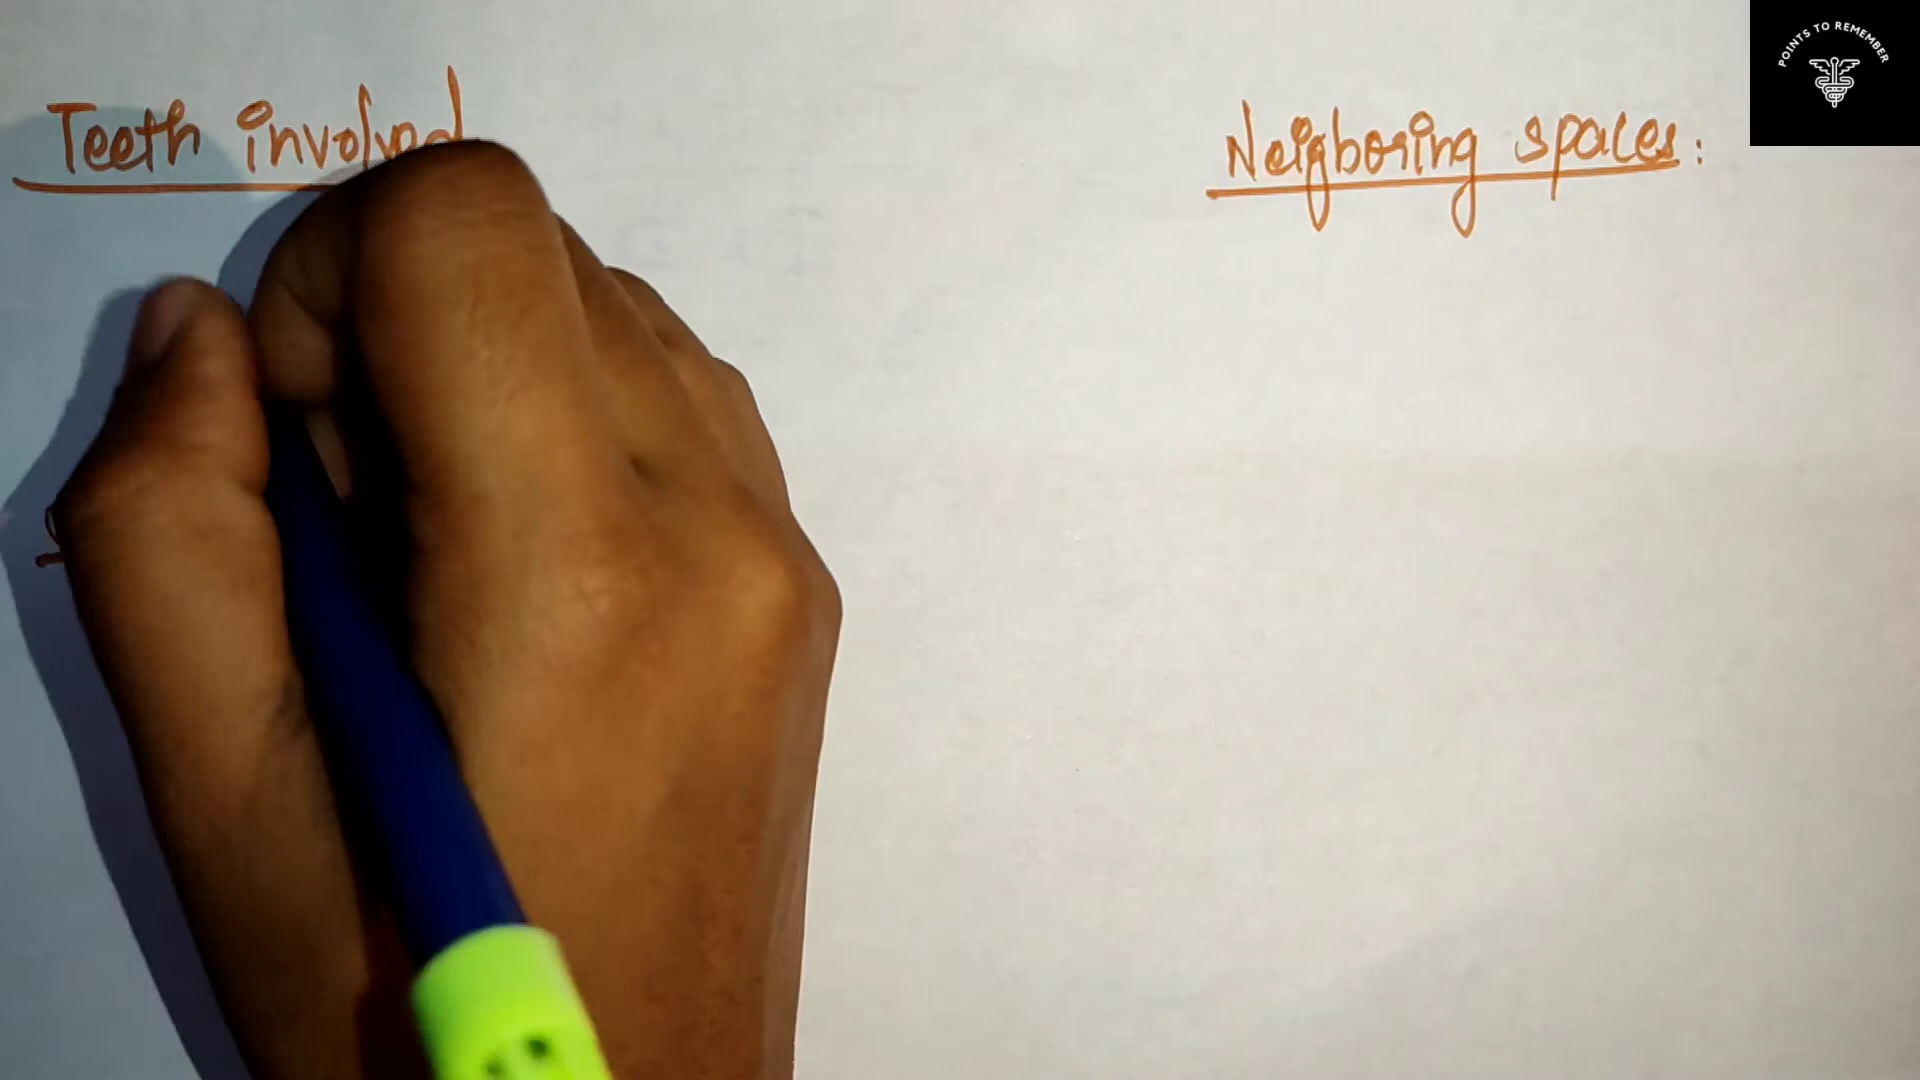 POINTS TO REMEMBER
Teeth involved
Neigboring spaces: